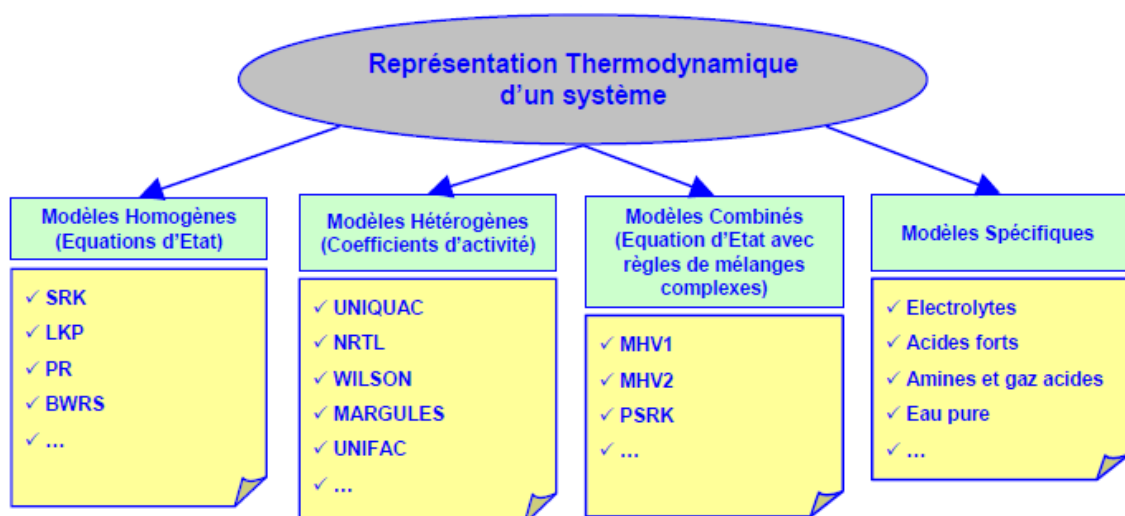 Représentation Thermodynamique
d'un système
Modèles Homogènes
(Equations d'Etat)
✓ SRK
✓ LKP
✓ PR
✓ BWRS
✓ ...
Modèles Hétérogènes
(Coefficients d'activité)
✓ UNIQUAC
✓ NRTL
✓ WILSON
✓ MARGULES
✓ UNIFAC
✓ ...
Modèles Combinés
(Equation d'Etat avec
règles de mélanges
complexes)
✓ MHV1
✓ MHV2
✓ PSRK
✓ ...
Modèles Spécifiques
✓ Electrolytes
✓ Acides forts
✓ Amines et gaz acides
✓ Eau pure
✓ ...